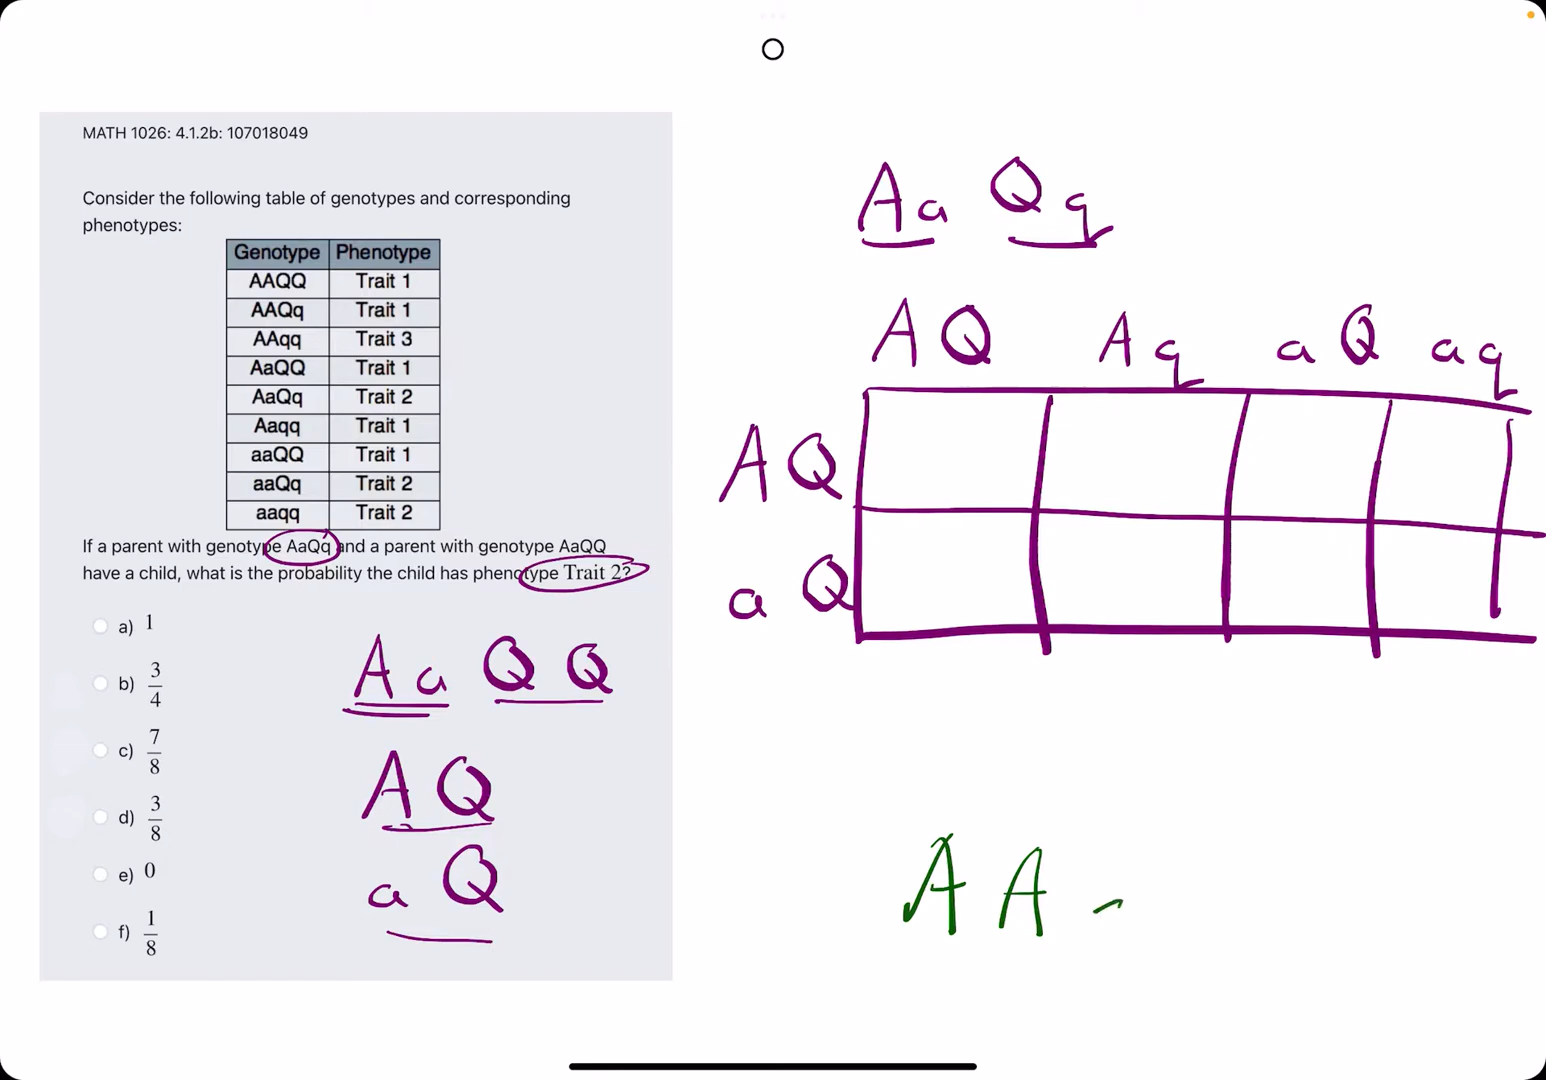 MATH 1026: 4.1.2b: 107018049
Consider the following table of genotypes and corresponding
phenotypes:
Genotype Phenotype
AAQQ Trait 1
AAQq Trait 1
AAqq Trait 3
AaQQ Trait 1
AaQq Trait 2
Aaqq Trait 1
aaQQ Trait 1
aaQq Trait 2
aaqq Trait 2
If a parent with genotype AaQq and a parent with genotype AaQQ
have a child, what is the probability the child has phenotype Trait 2?
a) 1
b) 3/4
c) 7/8
d) 3/8
e) 0
f) 1/8
Aa QQ
AQ
aQ
Aa Qq
AQ Aq aQ aq
AQ
aQ
AA